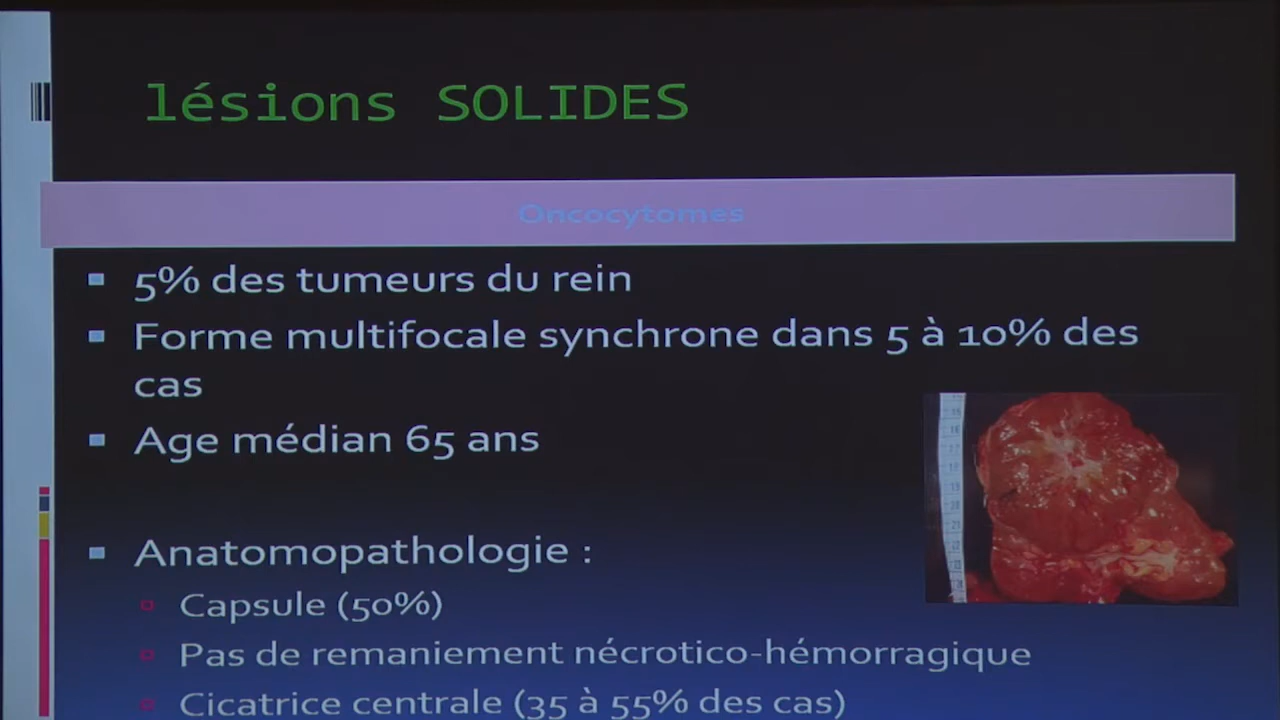 lésions SOLIDES
Oncocytomes
5% des tumeurs du rein
Forme multifocale synchrone dans 5 à 10% des
cas
Age médian 65 ans
Anatomopathologie :
Capsule (50%)
Pas de remaniement nécrotico-hémorragique
Cicatrice centrale (35 à 55% des cas)